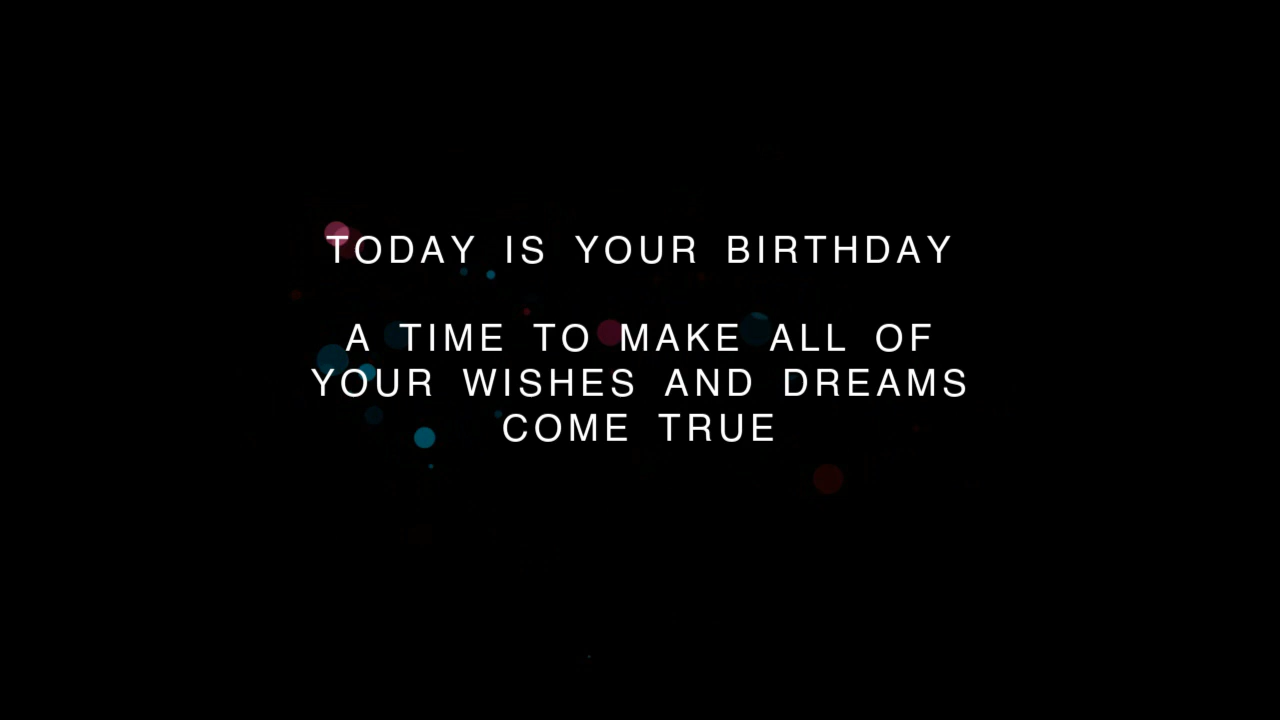 TODAY IS YOUR BIRTHDAY
A TIME TO MAKE ALL OF
YOUR WISHES AND DREAMS
COME TRUE